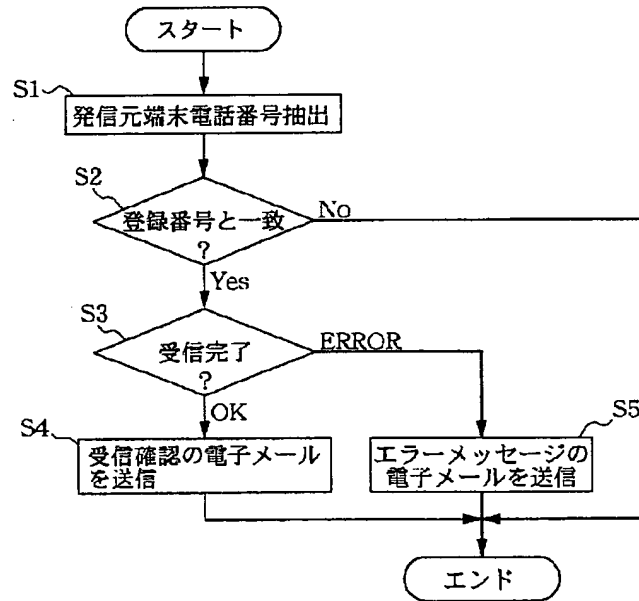 スタート
S1
発信元端末電話番号抽出
S2
登録番号と一致
?
No
Yes
S3
受信完了
?
ERROR
OK
S4
受信確認の電子メール
を送信
S5
エラーメッセージの
電子メールを送信
エンド